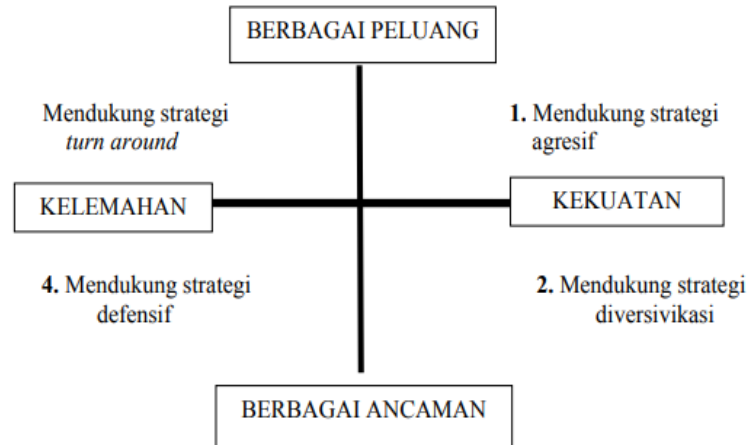 BERBAGAI PELUANG
Mendukung strategi
turn around
1. Mendukung strategi
agresif
KELEMAHAN
KEKUATAN
4. Mendukung strategi
defensif
2. Mendukung strategi
diversivikasi
BERBAGAI ANCAMAN